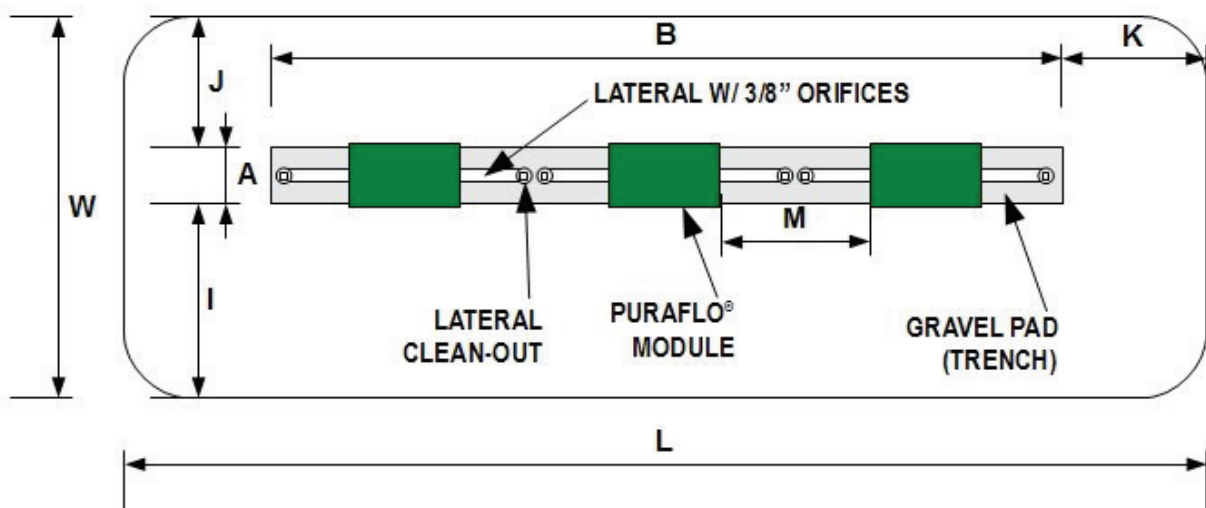 B
K
J
LATERAL W/ 3/8” ORIFICES
A
W
M
I
LATERAL
CLEAN-OUT
PURAFLO®
MODULE
GRAVEL PAD
(TRENCH)
L